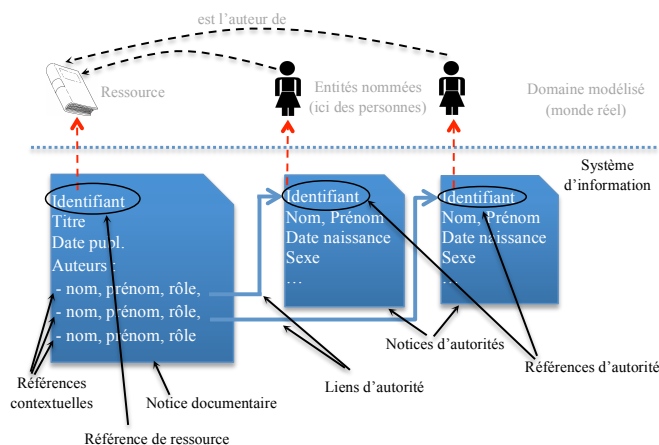 est l'auteur de
Ressource
Entités nommées
(ici des personnes)
Domaine modélisé
(monde réel)
Système
d'information
Identifiant
Titre
Date publ.
Auteurs :
- nom, prénom, rôle,
- nom, prénom, rôle,
- nom, prénom, rôle
Identifiant
Nom, Prénom
Date naissance
Sexe
…
Identifiant
Nom, Prénom
Date naissance
Sexe
…
Références
contextuelles
Notice documentaire
Référence de ressource
Liens d'autorité
Notices d'autorités
Références d'autorité